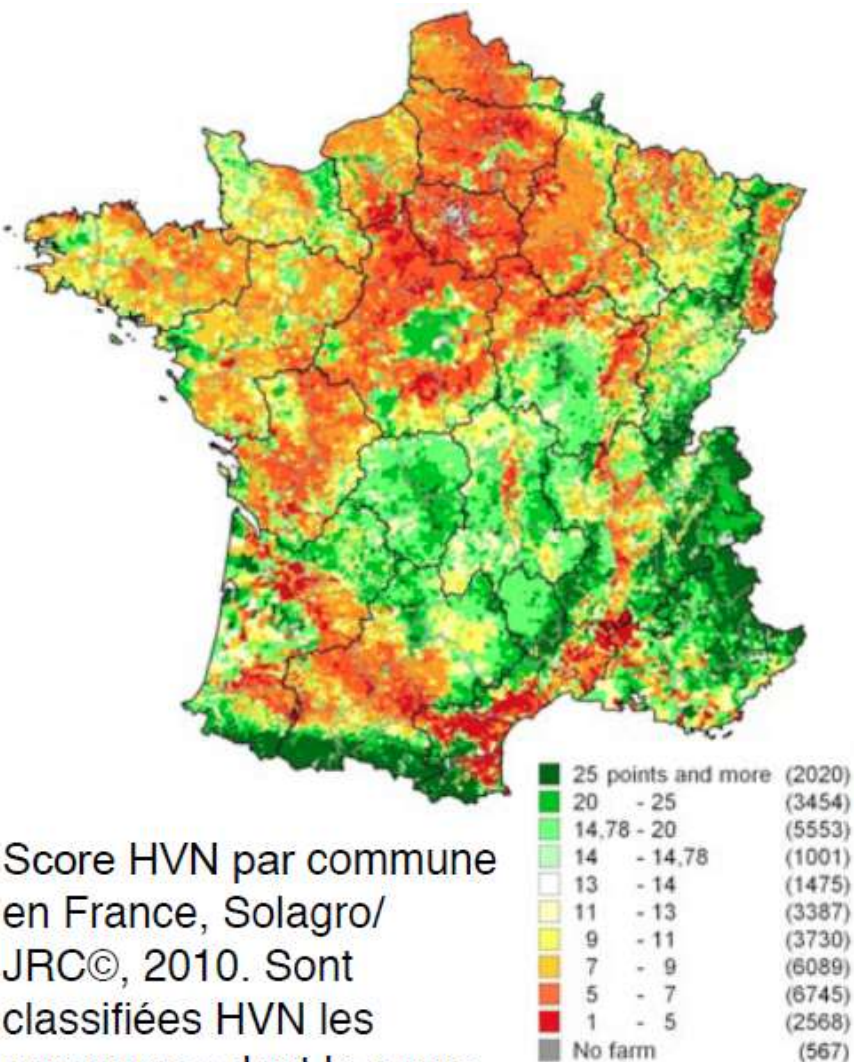 25 points and more (2020)
20 - 25 (3454)
14,78 - 20 (5553)
14 - 14,78 (1001)
13 - 14 (1475)
11 - 13 (3387)
9 - 11 (3730)
7 - 9 (6089)
5 - 7 (6745)
1 - 5 (2568)
No farm (567)
Score HVN par commune
en France, Solagro/
JRC©, 2010. Sont
classifiées HVN les